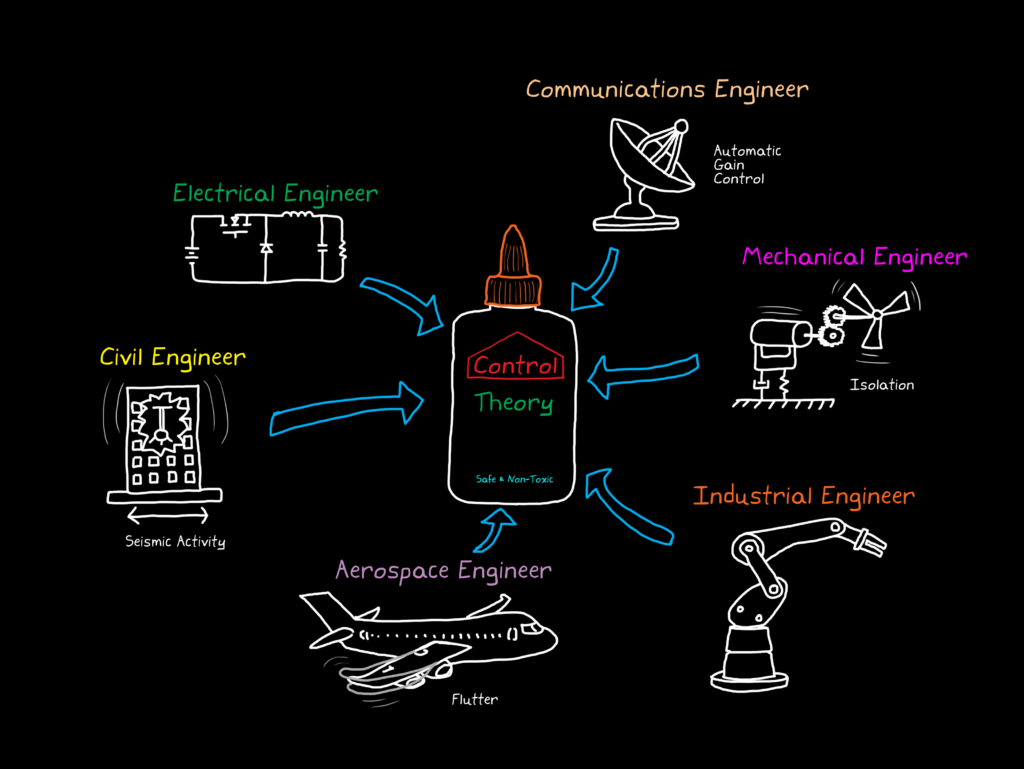 Communications Engineer
Automatic
Gain
Control
Electrical Engineer
Mechanical Engineer
Isolation
Civil Engineer
Seismic Activity
Control
Theory
Safe & Non-Toxic
Industrial Engineer
Aerospace Engineer
Flutter